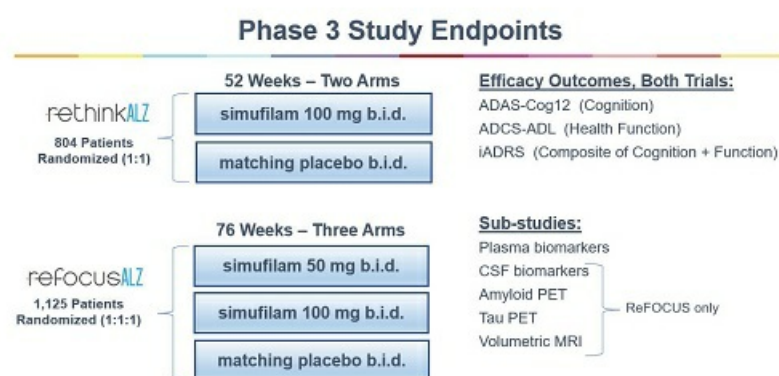 Phase 3 Study Endpoints
52 Weeks – Two Arms
rethinkALZ
804 Patients
Randomized (1:1)
simufilam 100 mg b.i.d.
matching placebo b.i.d.
Efficacy Outcomes, Both Trials:
ADAS-Cog12 (Cognition)
ADCS-ADL (Health Function)
iADRS (Composite of Cognition + Function)
76 Weeks – Three Arms
refocusALZ
1,125 Patients
Randomized (1:1:1)
simufilam 50 mg b.i.d.
simufilam 100 mg b.i.d.
matching placebo b.i.d.
Sub-studies:
Plasma biomarkers
CSF biomarkers
Amyloid PET
Tau PET
Volumetric MRI
ReFOCUS only